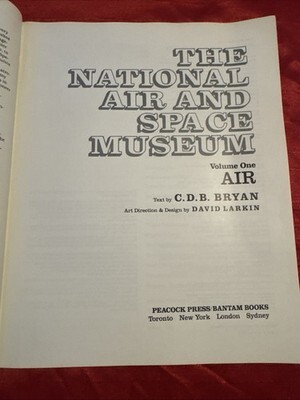 THE
NATIONAL
AIR AND
SPACE
MUSEUM
Volume One
AIR
Text by C.D.B. BRYAN
Art Direction & Design by DAVID LARKIN
PEACOCK PRESS/BANTAM BOOKS
Toronto New York London Sydney